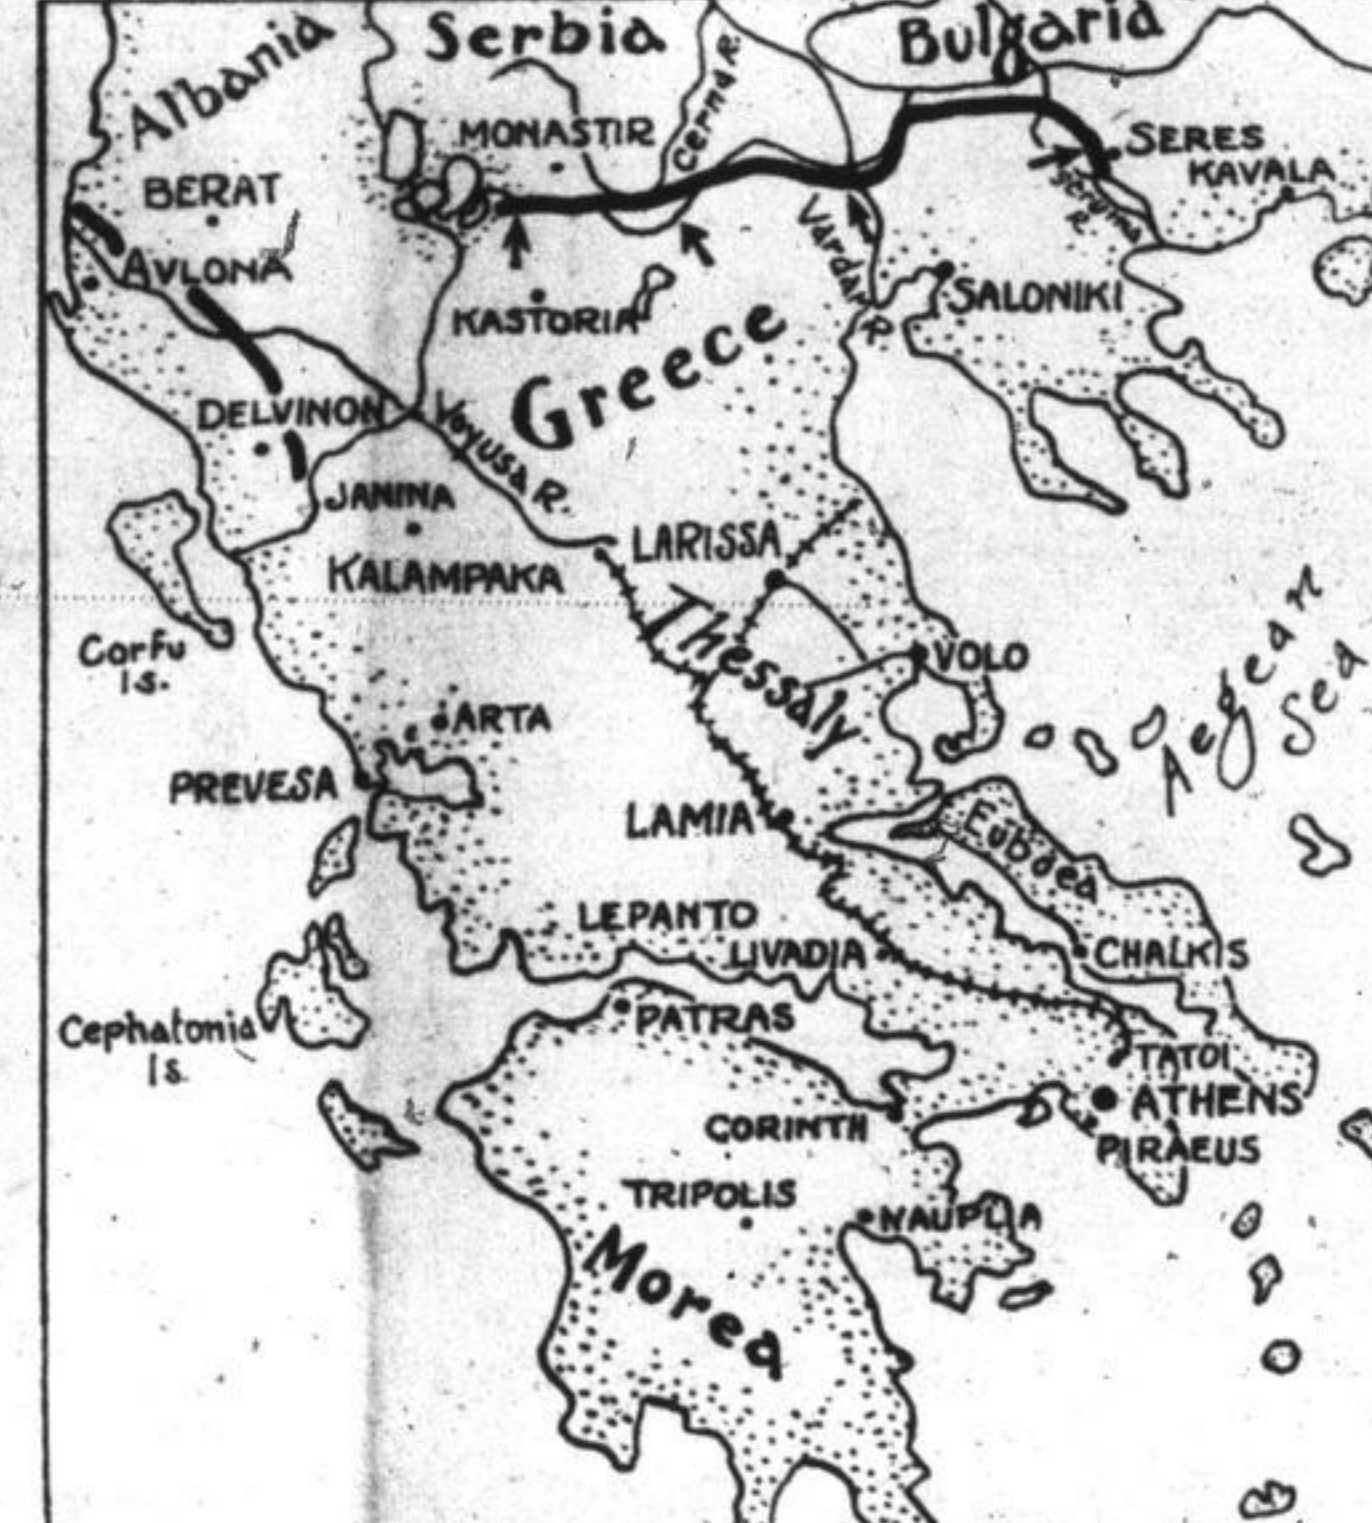 Albania
Serbia
Bulgaria
Cerna R.
MONASTIR
SERES
KAVALA
BERAT
Struma
R.
Vardar
R
AVLONA
SALONIKI
KASTORIA
Greece
DELVINON
Voyusa R.
JANINA
LARISSA
KALAMPAKA
Thessaly
Corfu
Is.
VOLO
Aegean
Sea
ARTA
PREVESA
LAMIA
Euboea
LEPANTO
LIVADIA
CHALKIS
Cephalonia
Is.
PATRAS
TATOI
ATHENS
CORINTH
PIRAEUS
TRIPOLIS
NAUPLIA
Morea